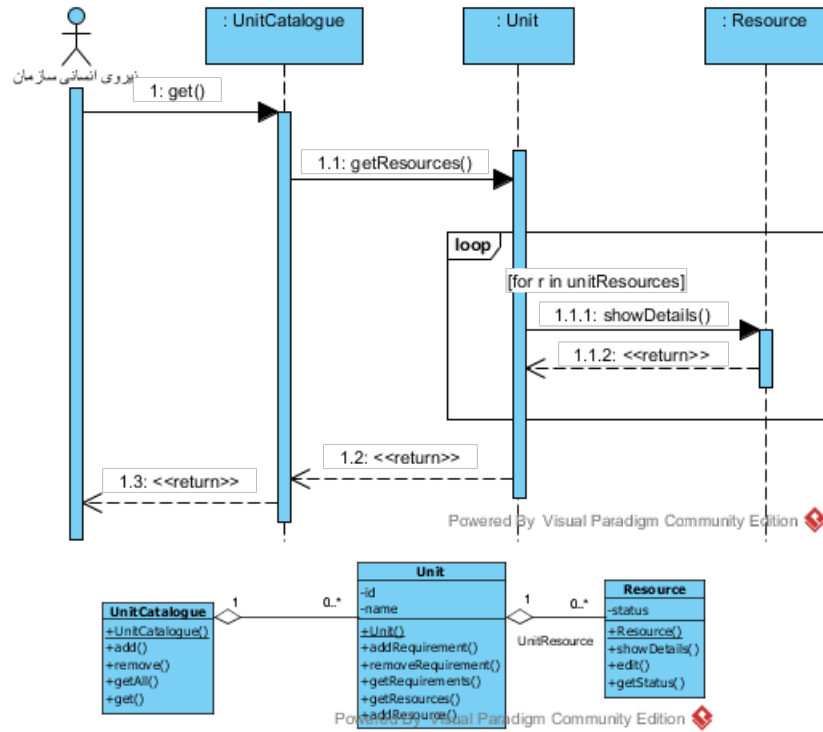 : UnitCatalogue
: Unit
: Resource
نیروی انسانی سازمان
1: get()
1.1: getResources()
loop
[for r in unitResources]
1.1.1: showDetails()
1.1.2: <<return>>
1.2: <<return>>
1.3: <<return>>
Powered By Visual Paradigm Community Edition
UnitCatalogue
+UnitCatalogue()
+add()
+remove()
+getAll()
+get()
1
0..*
Unit
-id
-name
+Unit()
+addRequirement()
+removeRequirement()
+getRequirements()
+getResources()
+addResource()
1
0..*
UnitResource
Resource
-status
+Resource()
+showDetails()
+edit()
+getStatus()
Powered By Visual Paradigm Community Edition